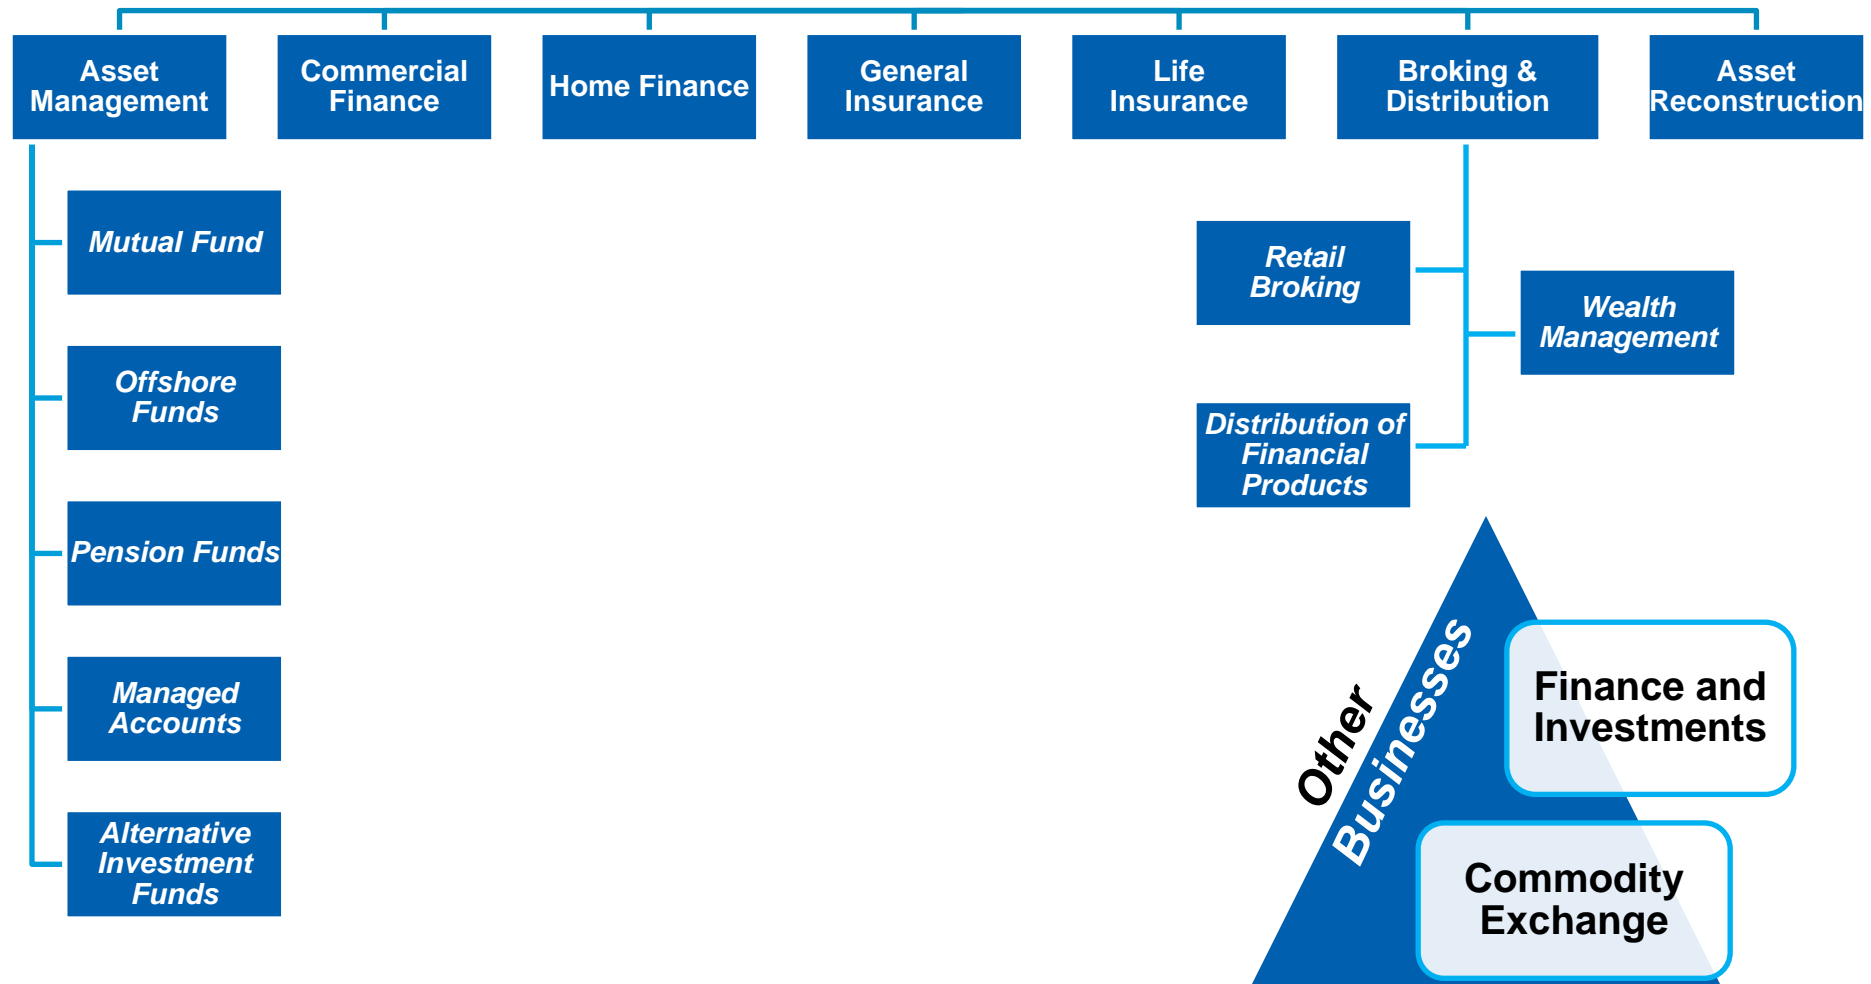 Asset
Management
Commercial
Finance
Home Finance
General
Insurance
Life
Insurance
Broking &
Distribution
Asset
Reconstruction
Mutual Fund
Offshore
Funds
Pension Funds
Managed
Accounts
Alternative
Investment
Funds
Retail
Broking
Wealth
Management
Distribution of
Financial
Products
Other
Businesses
Finance and
Investments
Commodity
Exchange